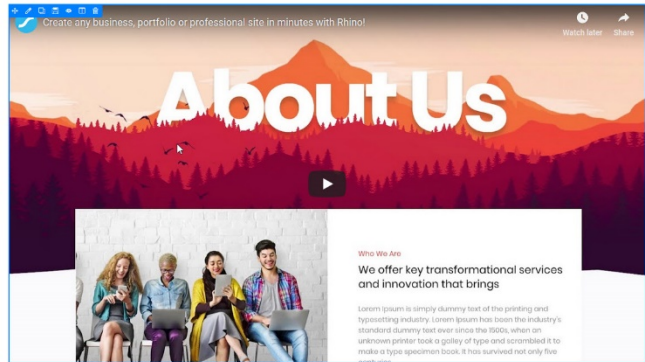 Create any business, portfolio or professional site in minutes with Rhino!
Watch later
Share
About Us
Who We Are
We offer key transformational services
and innovation that brings
Lorem Ipsum is simply dummy text of the printing and
typesetting industry. Lorem Ipsum has been the industry's
standard dummy text ever since the 1500s, when an
unknown printer took a galley of type and scrambled it to
make a type specimen book. It has survived not only five